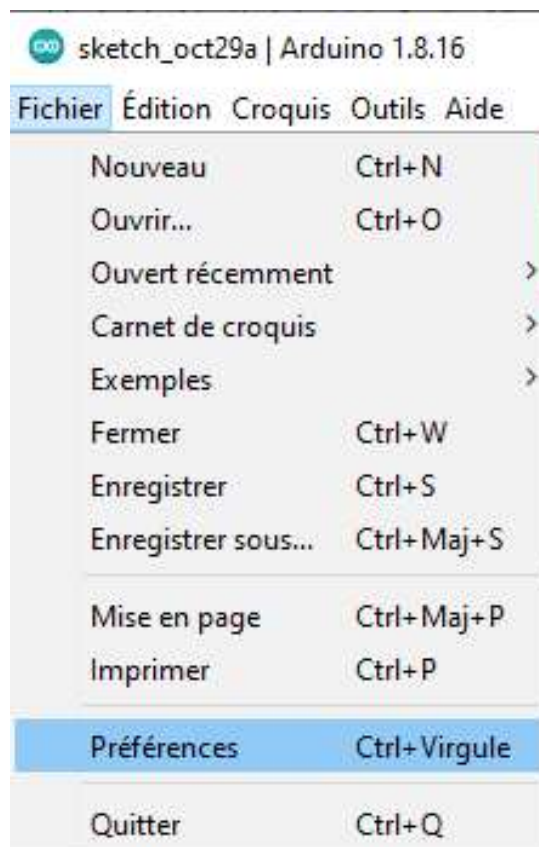 sketch_oct29a | Arduino 1.8.16
Fichier Édition Croquis Outils Aide
Nouveau Ctrl+N
Ouvrir... Ctrl+O
Ouvert récemment
Carnet de croquis
Exemples
Fermer Ctrl+W
Enregistrer Ctrl+S
Enregistrer sous... Ctrl+Maj+S
Mise en page Ctrl+Maj+P
Imprimer Ctrl+P
Préférences Ctrl+Virgule
Quitter Ctrl+Q